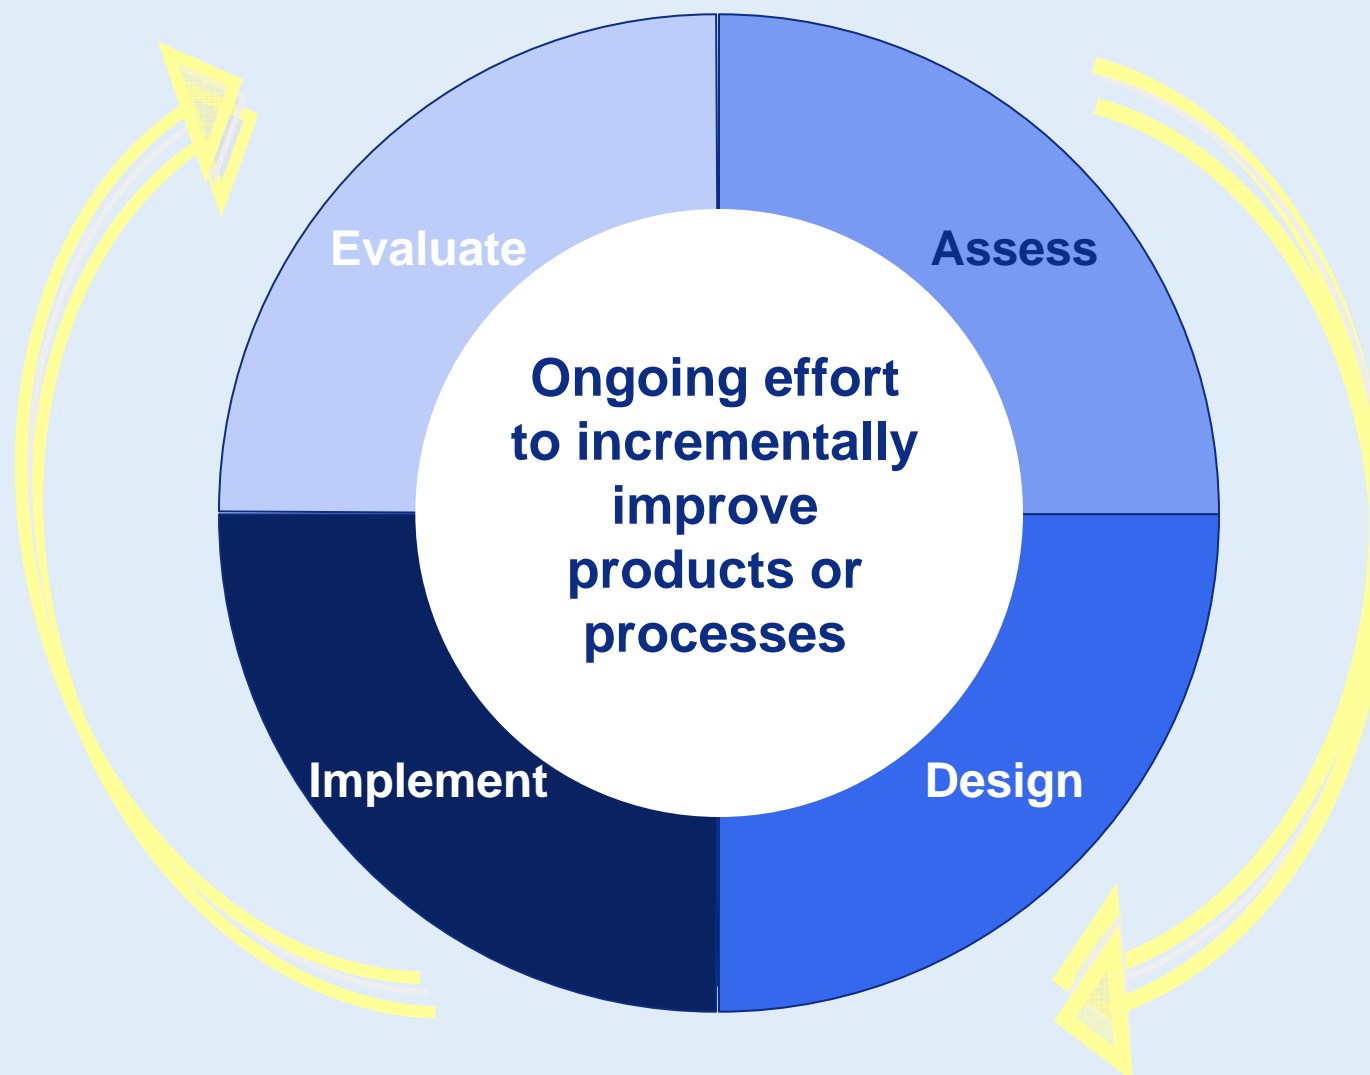 Evaluate
Assess
Ongoing effort
to incrementally
improve
products or
processes
Implement
Design